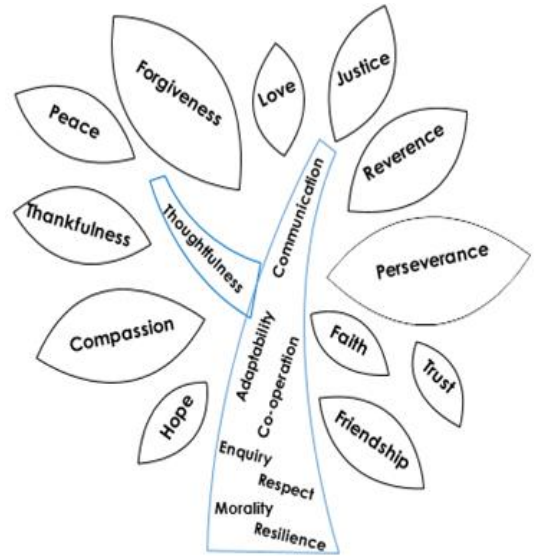 Forgiveness
Love
Justice
Peace
Reverence
Thankfulness
Thoughtfulness
Communication
Perseverance
Compassion
Adaptability
Co-operation
Faith
Trust
Hope
Friendship
Enquiry
Respect
Morality
Resilience